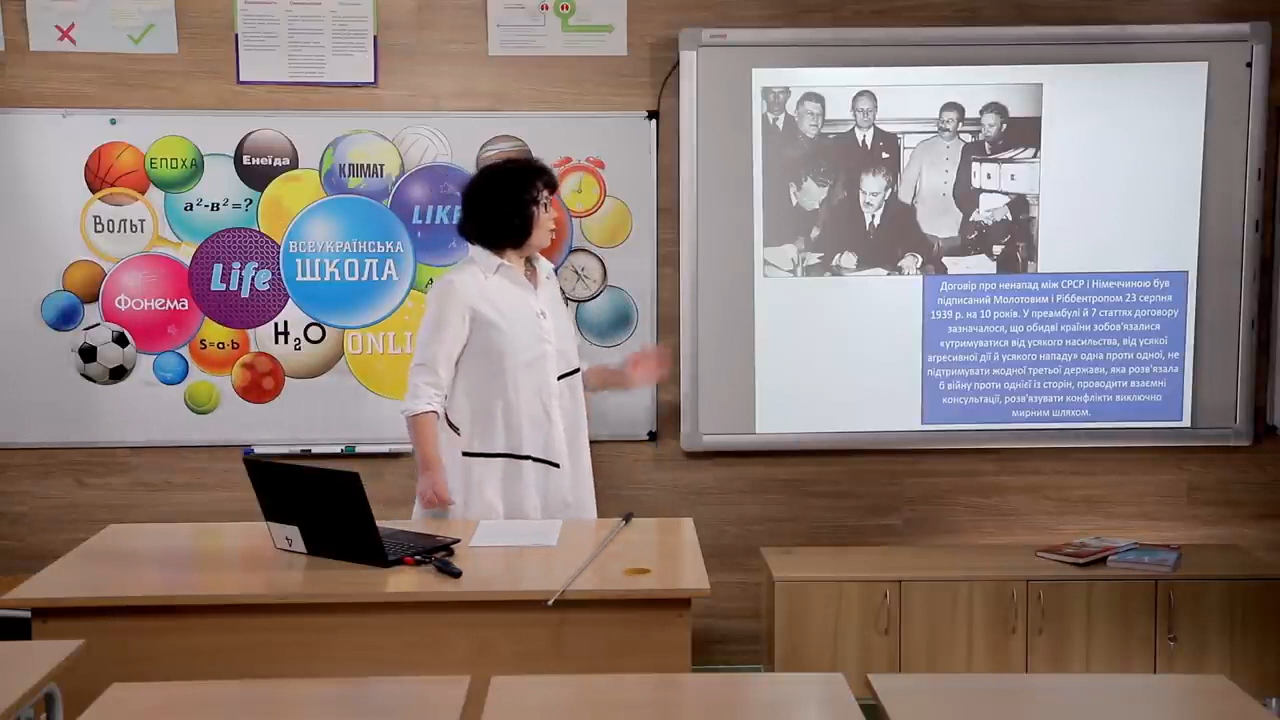 ЕПОХА
Енеїда
КЛІМАТ
a²-в²=?
Вольт
LIKE
ВСЕУКРАЇНСЬКА
ШКОЛА
Life
Фонема
H₂O
ONLI
S=a·b
4
Договір про ненапад між СРСР і Німеччиною був
підписаний Молотовим і Ріббентропом 23 серпня
1939 р. на 10 років. У преамбулі й 7 статтях договору
зазначалося, що обидві країни зобов'язалися
«утримуватися від усякого насильства, від усякої
агресивної дії й усякого нападу» одна проти одної, не
підтримувати жодної третьої держави, яка розв'язала
б війну проти однієї із сторін, проводити взаємні
консультації, розв'язувати конфлікти виключно
мирним шляхом.